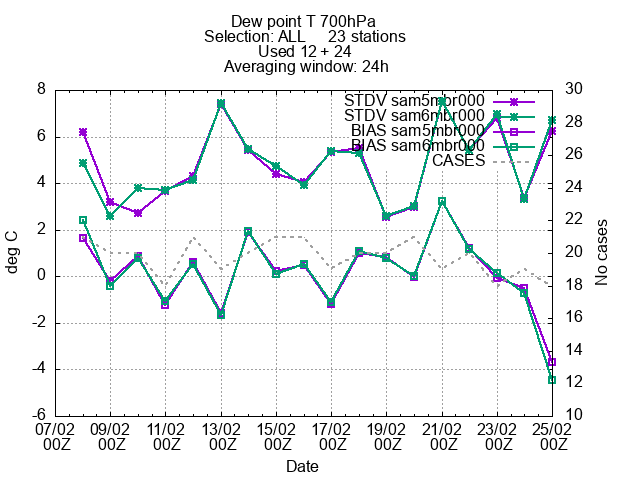 Dew point T 700hPa
Selection: ALL 23 stations
Used 12 + 24
Averaging window: 24h
8 30
STDV sam5mbr000
STDV sam6mbr000
BIAS sam5mbr000
BIAS sam6mbr000
CASES
28
6
26
4
24
22
2
20
0
18
-2
16
14
-4
12
-6 10
deg C
No cases
07/02 09/02 11/02 13/02 15/02 17/02 19/02 21/02 23/02 25/02
00Z 00Z 00Z 00Z 00Z 00Z 00Z 00Z 00Z 00Z
Date